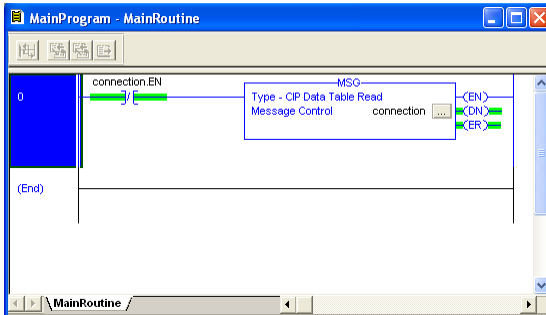 MainProgram - MainRoutine
connection.EN
MSG
0
Type - CIP Data Table Read
Message Control connection ...
(EN)
(DN)
(ER)
(End)
MainRoutine